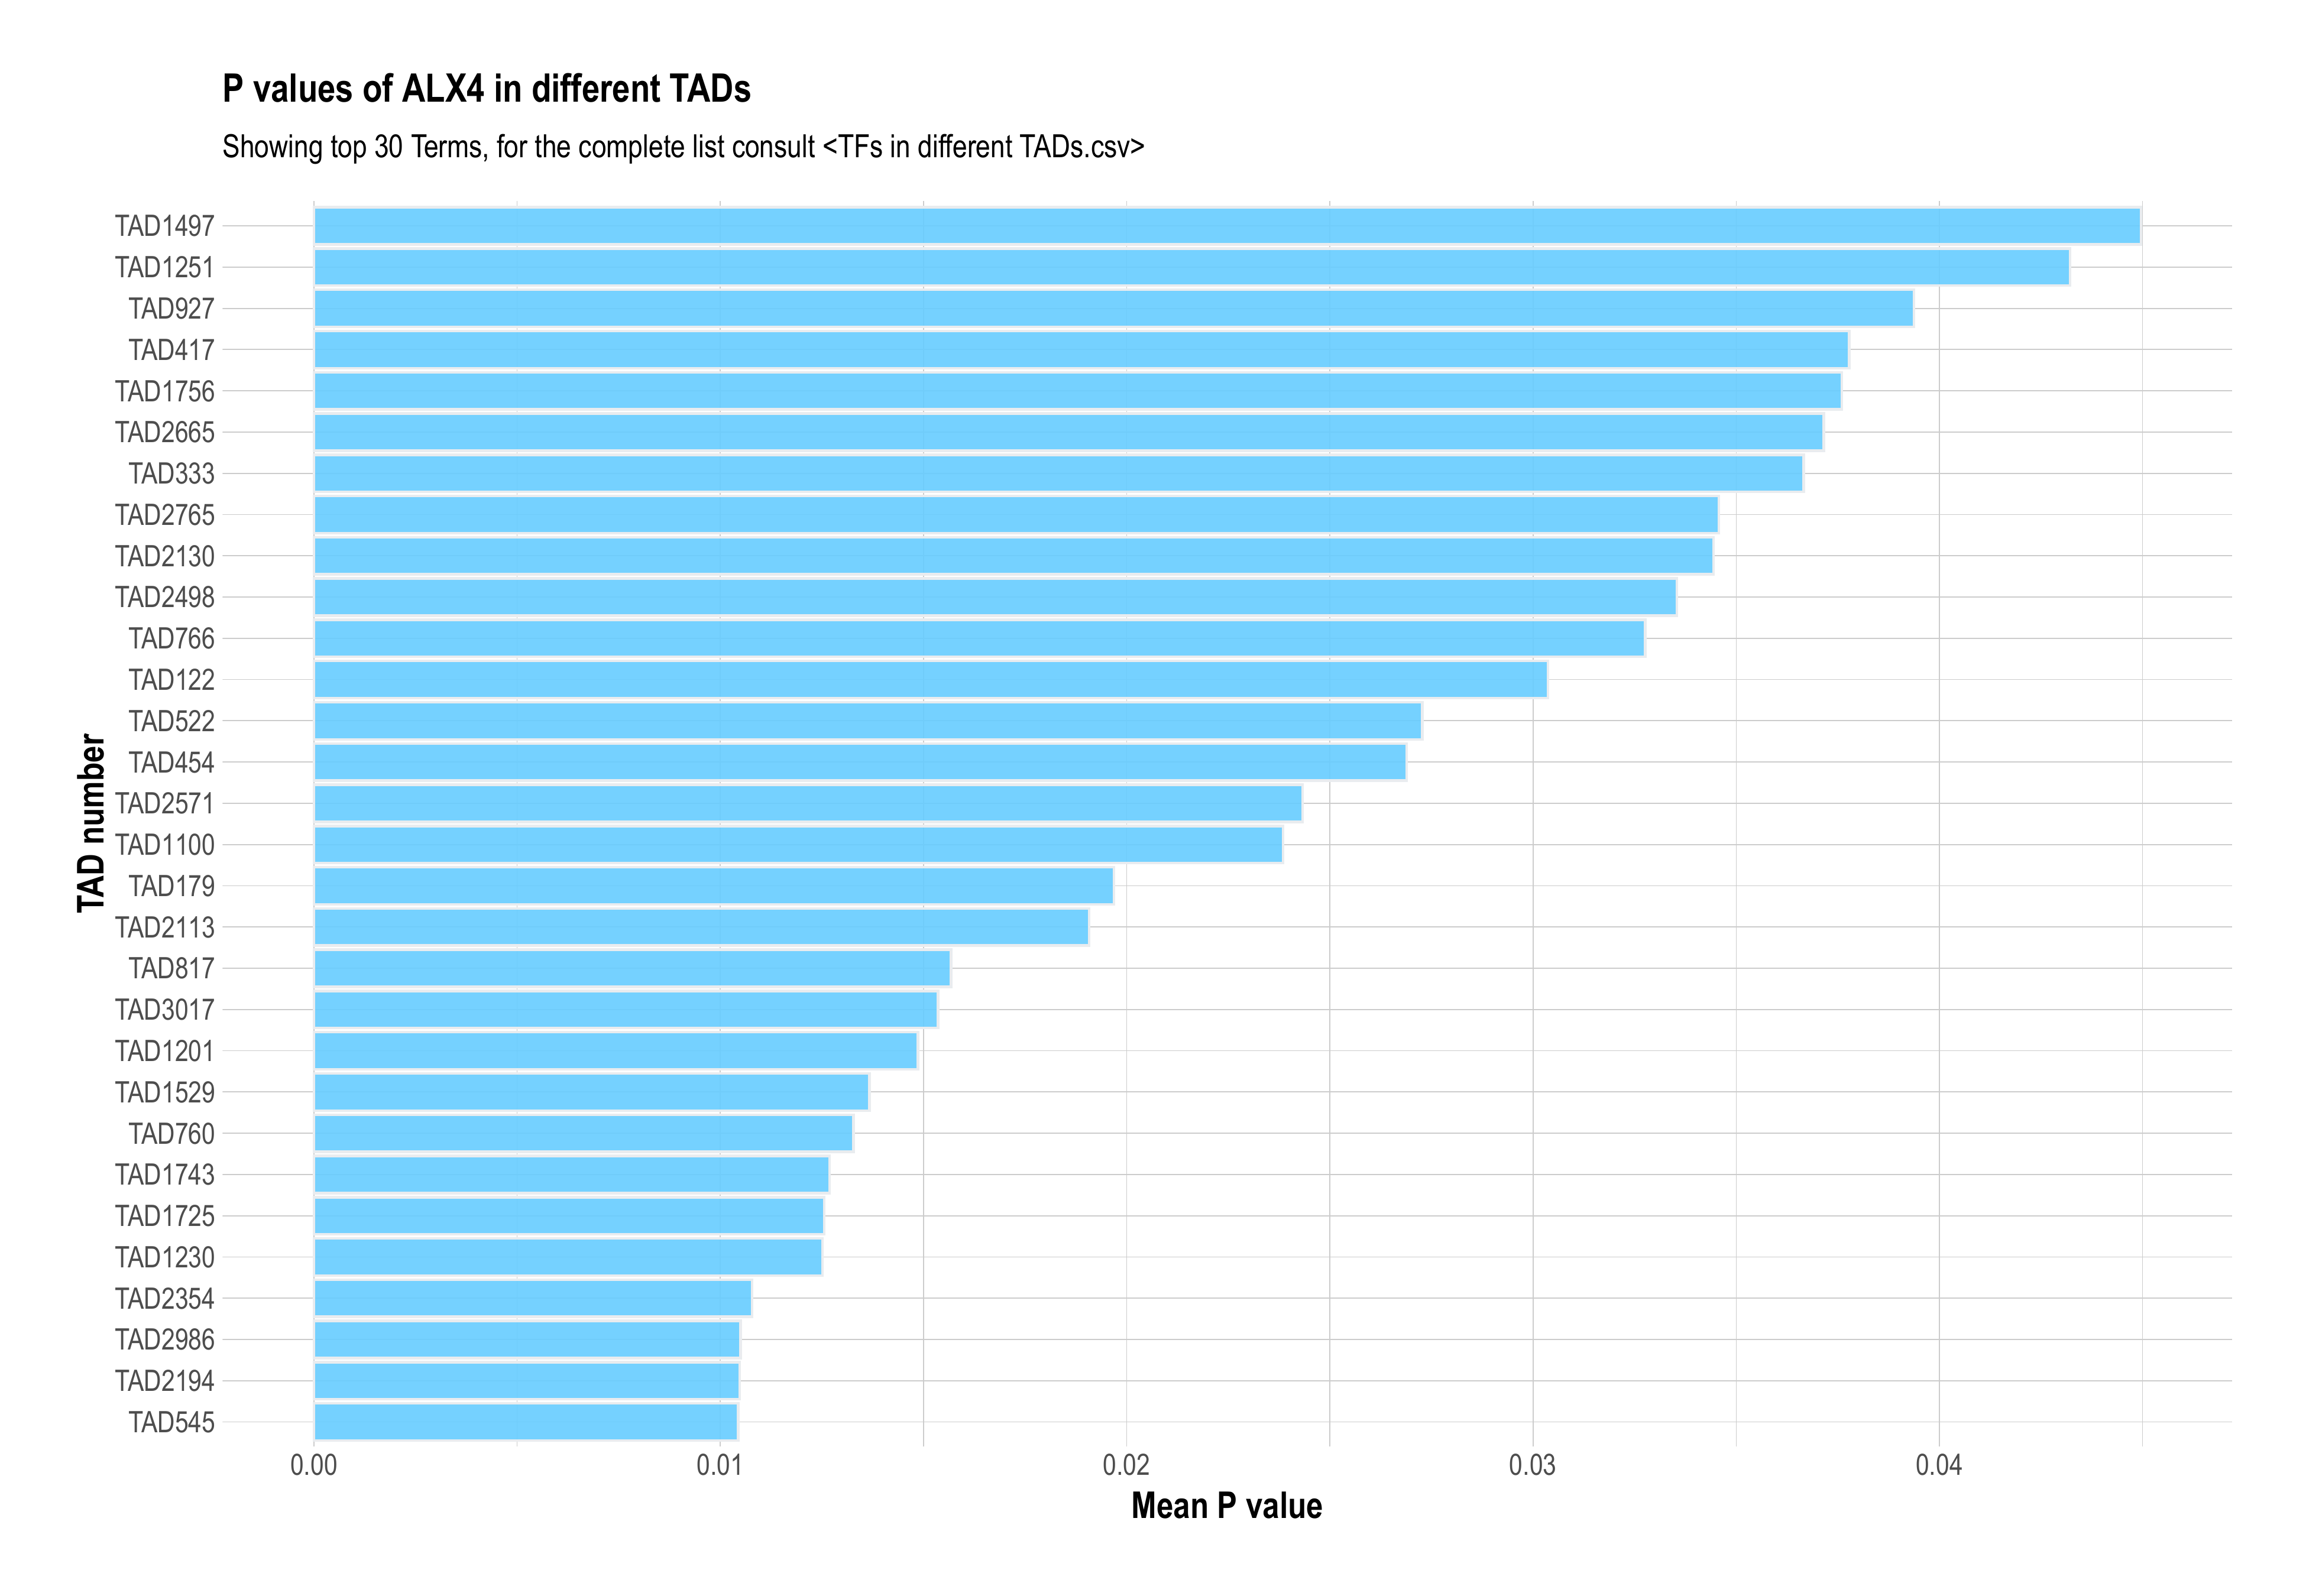 P values of ALX4 in different TADs
Showing top 30 Terms, for the complete list consult <TFs in different TADs.csv>
TAD number
TAD1497
TAD1251
TAD927
TAD417
TAD1756
TAD2665
TAD333
TAD2765
TAD2130
TAD2498
TAD766
TAD122
TAD522
TAD454
TAD2571
TAD1100
TAD179
TAD2113
TAD817
TAD3017
TAD1201
TAD1529
TAD760
TAD1743
TAD1725
TAD1230
TAD2354
TAD2986
TAD2194
TAD545
0.00 0.01 0.02 0.03 0.04
Mean P value